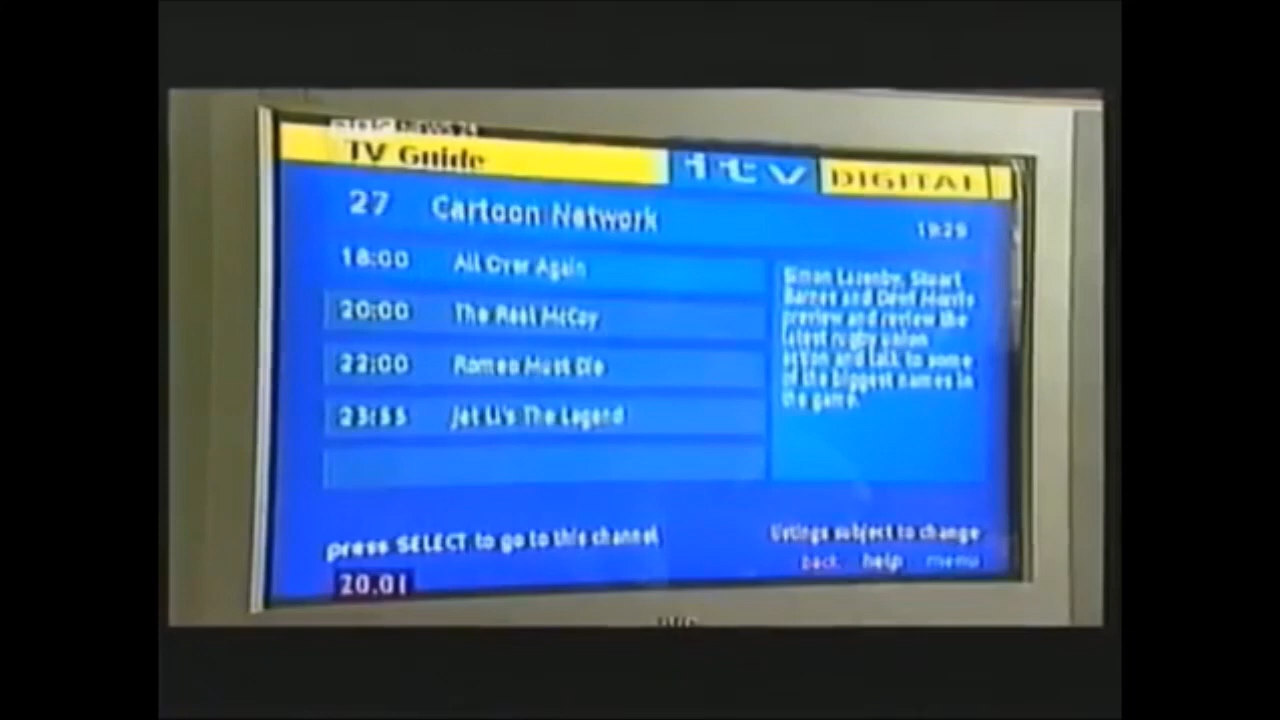 BBC NEWS 24
TV Guide
itv DIGITAL
27 Cartoon Network
19:29
18:00 All Over Again
20:00 The Real McCoy
22:00 Romeo Must Die
23:55 Jet Li's The Legend
Simon Lazenby, Stuart
Barnes and Dewi Morris
preview and review the
latest rugby union
action and talk to some
of the biggest names in
the game.
press SELECT to go to this channel
Listings subject to change
back help menu
20.01